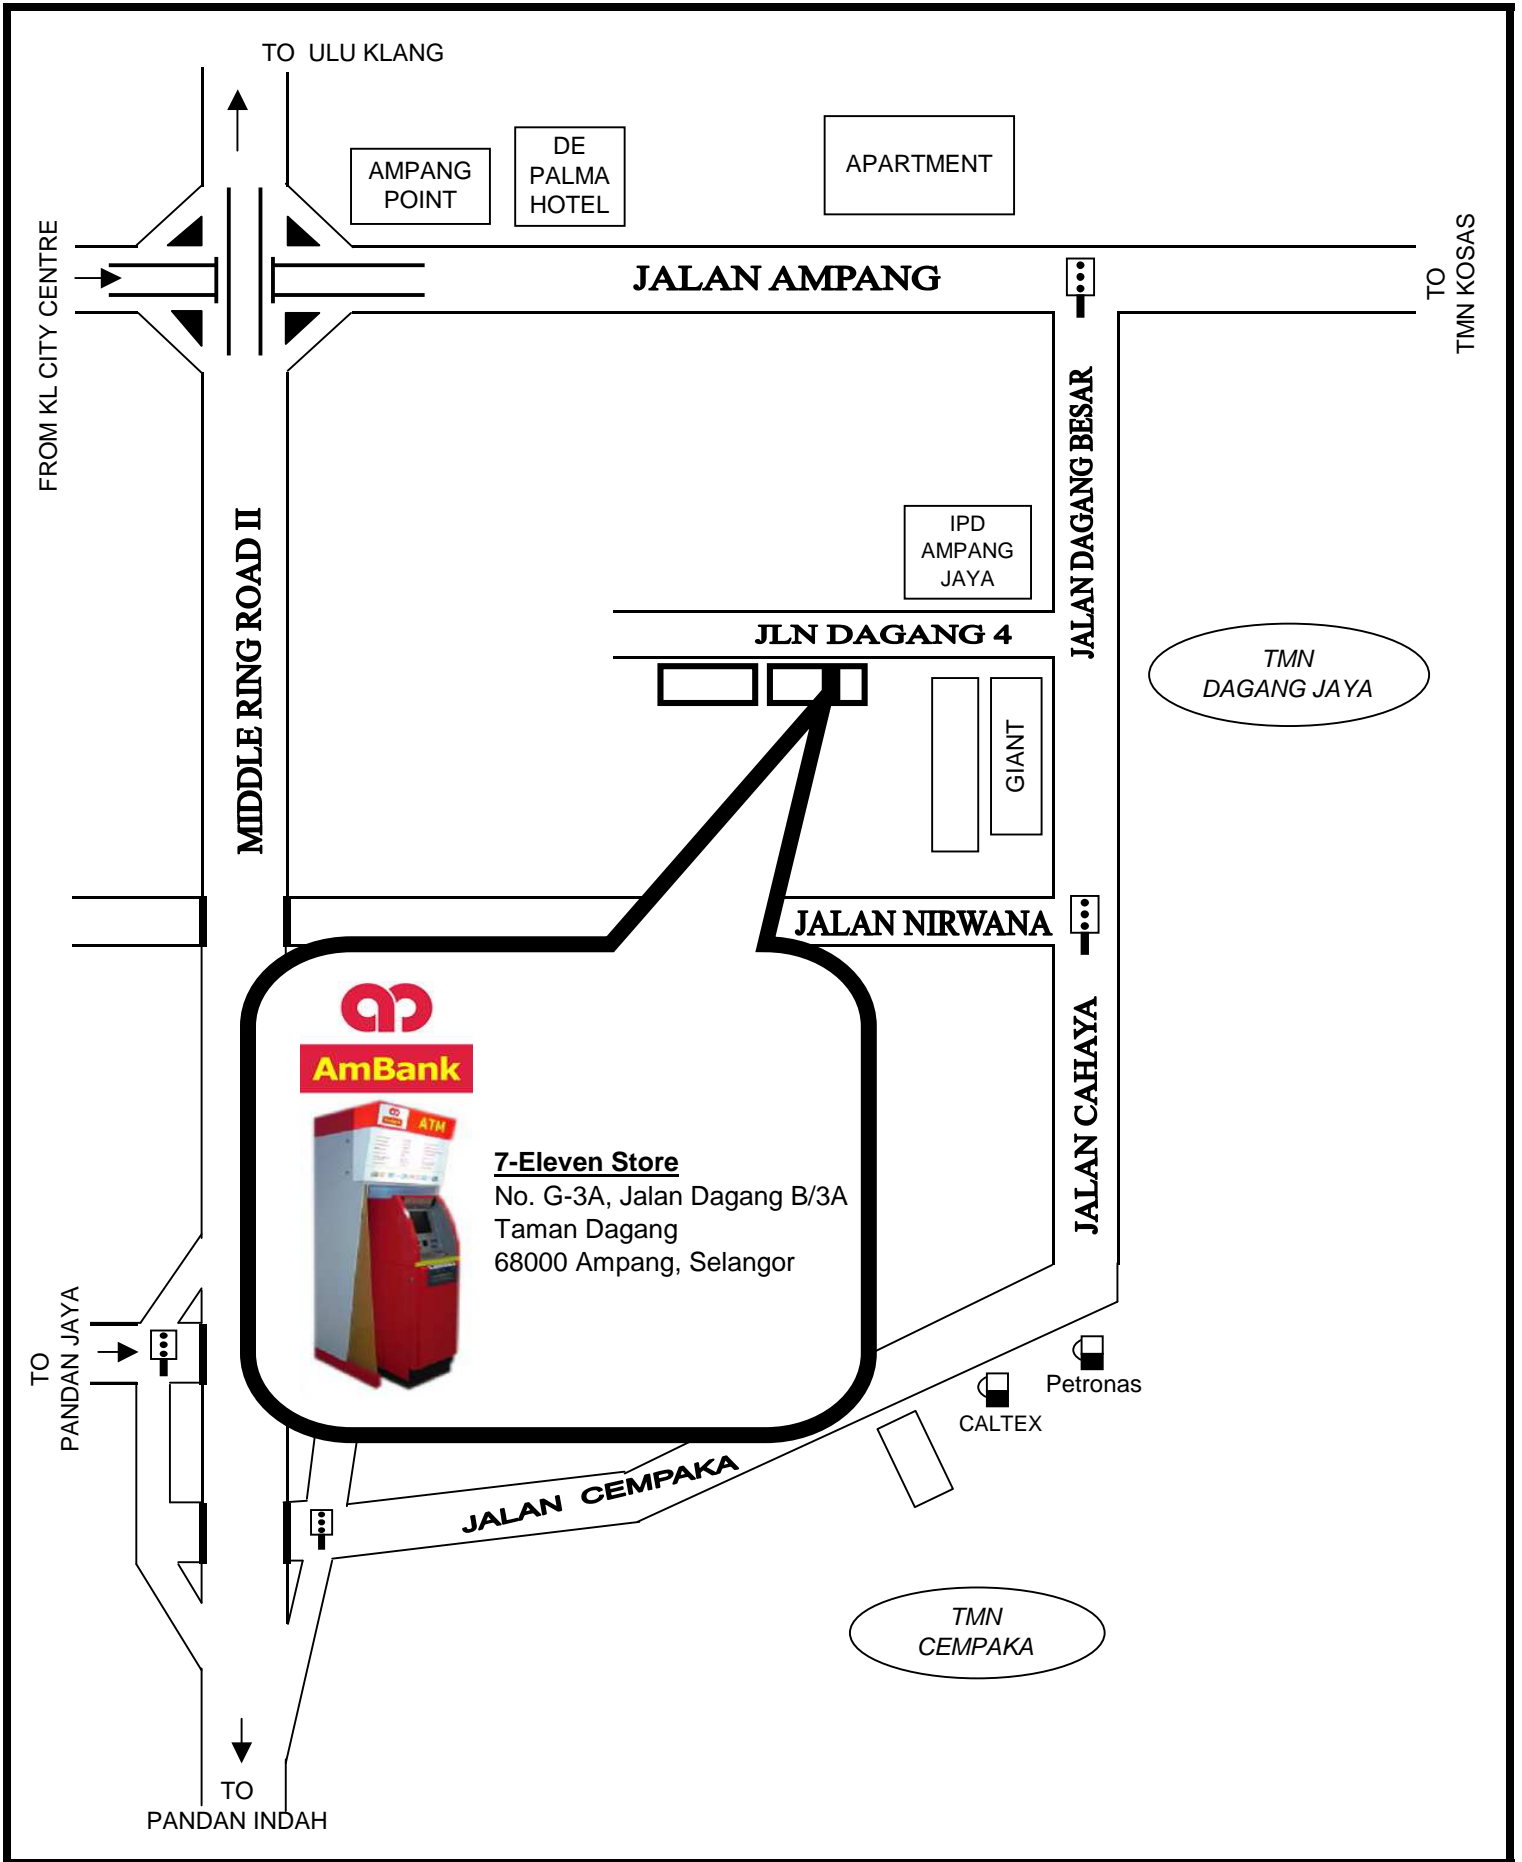 TO ULU KLANG
AMPANG
POINT
DE
PALMA
HOTEL
APARTMENT
FROM KL CITY CENTRE
JALAN AMPANG
TO
TMN KOSAS
JALAN DAGANG BESAR
MIDDLE RING ROAD II
IPD
AMPANG
JAYA
JLN DAGANG 4
TMN
DAGANG JAYA
GIANT
JALAN NIRWANA
AmBank
ATM
7-Eleven Store
No. G-3A, Jalan Dagang B/3A
Taman Dagang
68000 Ampang, Selangor
JALAN CAHAYA
TO
PANDAN JAYA
Petronas
CALTEX
JALAN CEMPAKA
TMN
CEMPAKA
TO
PANDAN INDAH